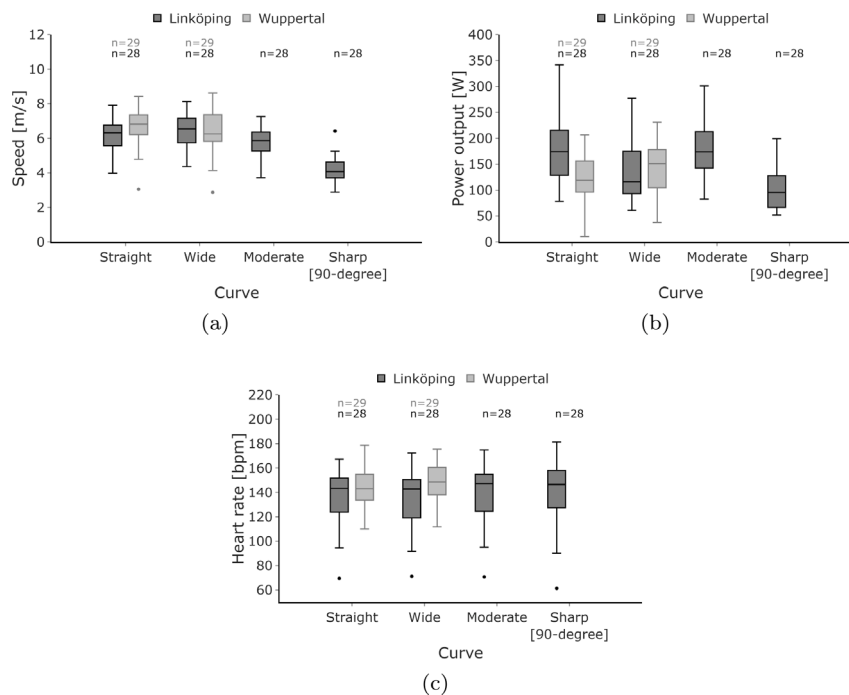 Linköping Wuppertal
n=29 n=29
n=28 n=28 n=28 n=28
12
10
8
6
4
2
0
Speed [m/s]
Straight Wide Moderate Sharp
[90-degree]
Curve
(a)
Linköping Wuppertal
n=29 n=29
n=28 n=28 n=28 n=28
400
350
300
250
200
150
100
50
0
Power output [W]
Straight Wide Moderate Sharp
[90-degree]
Curve
(b)
Linköping Wuppertal
n=29 n=29
n=28 n=28 n=28 n=28
220
200
180
160
140
120
100
80
60
Heart rate [bpm]
Straight Wide Moderate Sharp
[90-degree]
Curve
(c)